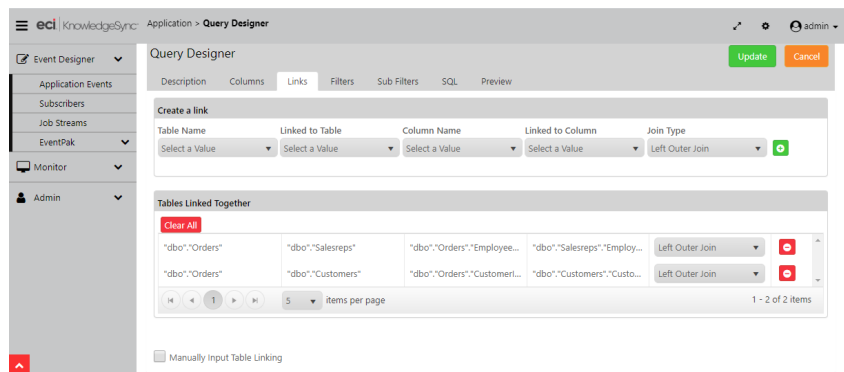 eci KnowledgeSync Application > Query Designer admin
Event Designer
Application Events
Subscribers
Job Streams
EventPak
Monitor
Admin
Query Designer Update Cancel
Description Columns Links Filters Sub Filters SQL Preview
Create a link
Table Name Linked to Table Column Name Linked to Column Join Type
Select a Value Select a Value Select a Value Select a Value Left Outer Join
Tables Linked Together
Clear All
"dbo"."Orders" "dbo"."Salesreps" "dbo"."Orders"."Employee... "dbo"."Salesreps"."Employ... Left Outer Join
"dbo"."Orders" "dbo"."Customers" "dbo"."Orders"."CustomerI... "dbo"."Customers"."Custo... Left Outer Join
1 5 items per page 1 - 2 of 2 items
Manually Input Table Linking